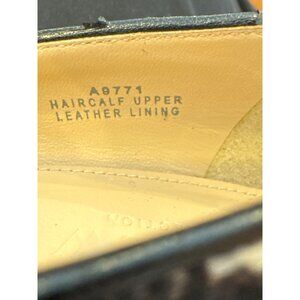 A9771
HAIRCALF UPPER
LEATHER LINING